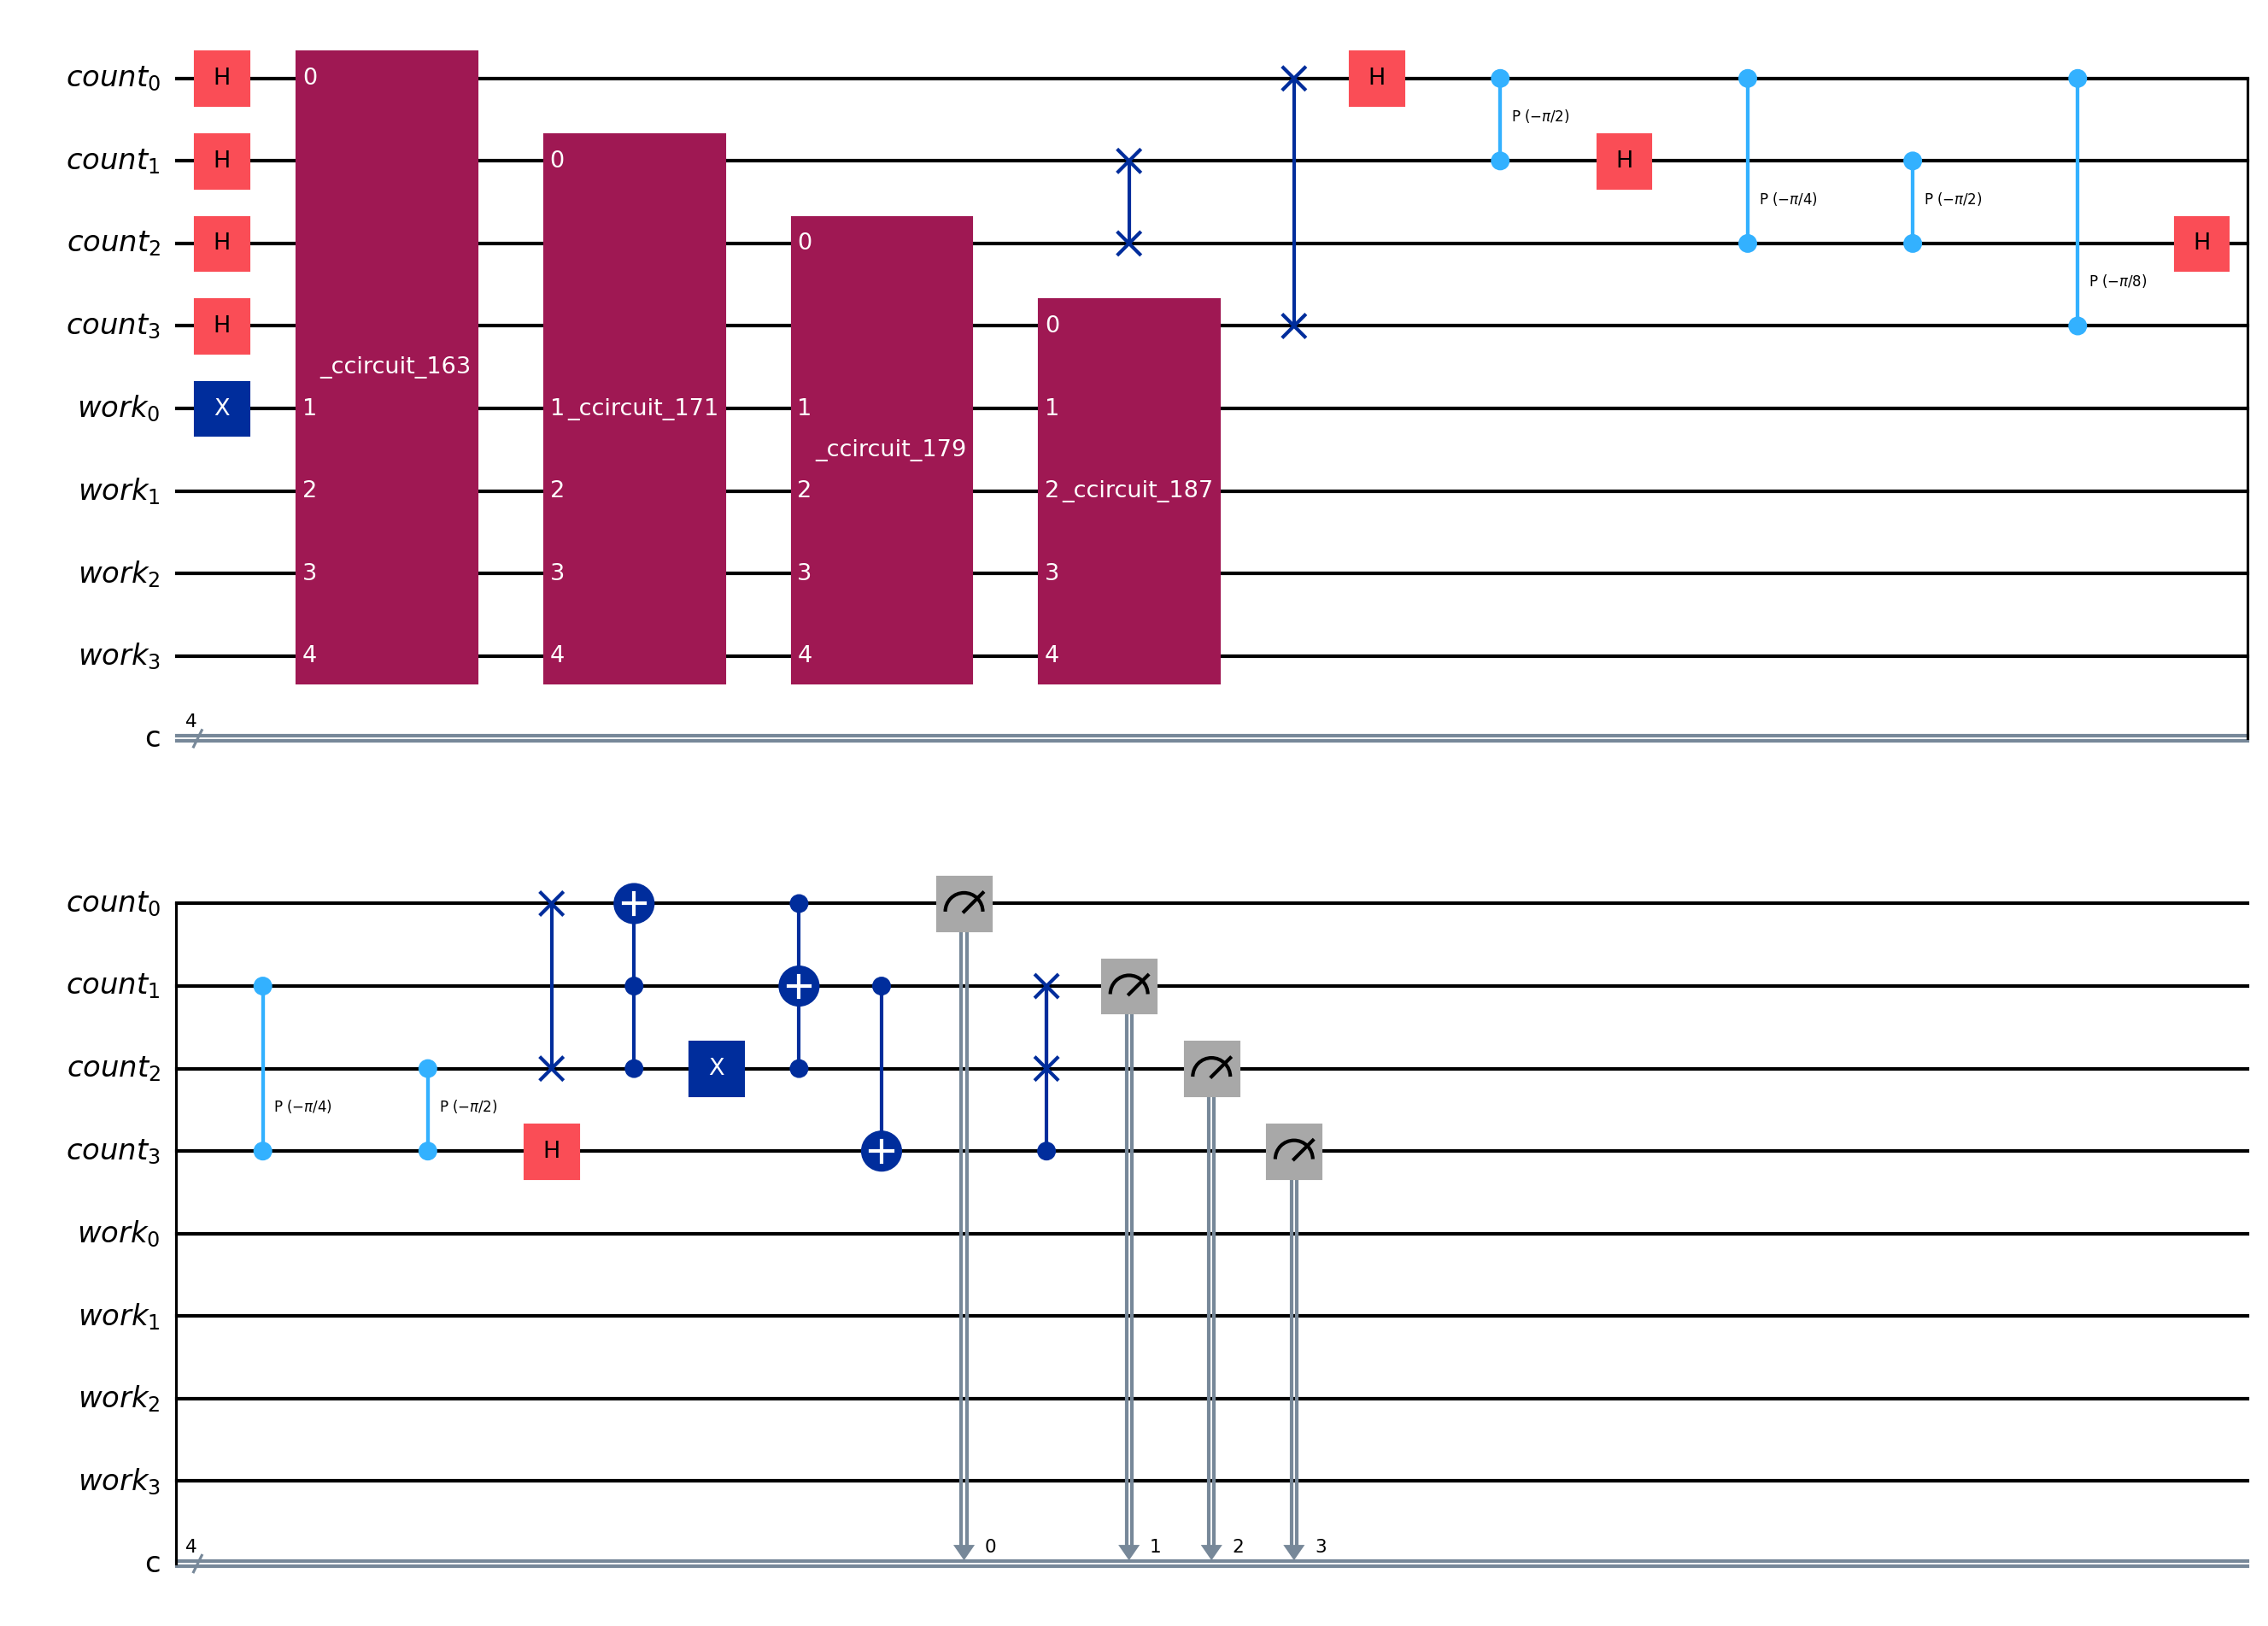 count0 H 0 H
P (−π/2)
count1 H 0 H
P (−π/4) P (−π/2)
count2 H 0 H
P (−π/8)
count3 H 0
_ccircuit_163
work0 X 1 1 _ccircuit_171 1 1
_ccircuit_179
work1 2 2 2 2 _ccircuit_187
work2 3 3 3 3
work3 4 4 4 4
4
c
count0
count1
count2 X
P (−π/4) P (−π/2)
count3 H
work0
work1
work2
work3
4 0 1 2 3
c